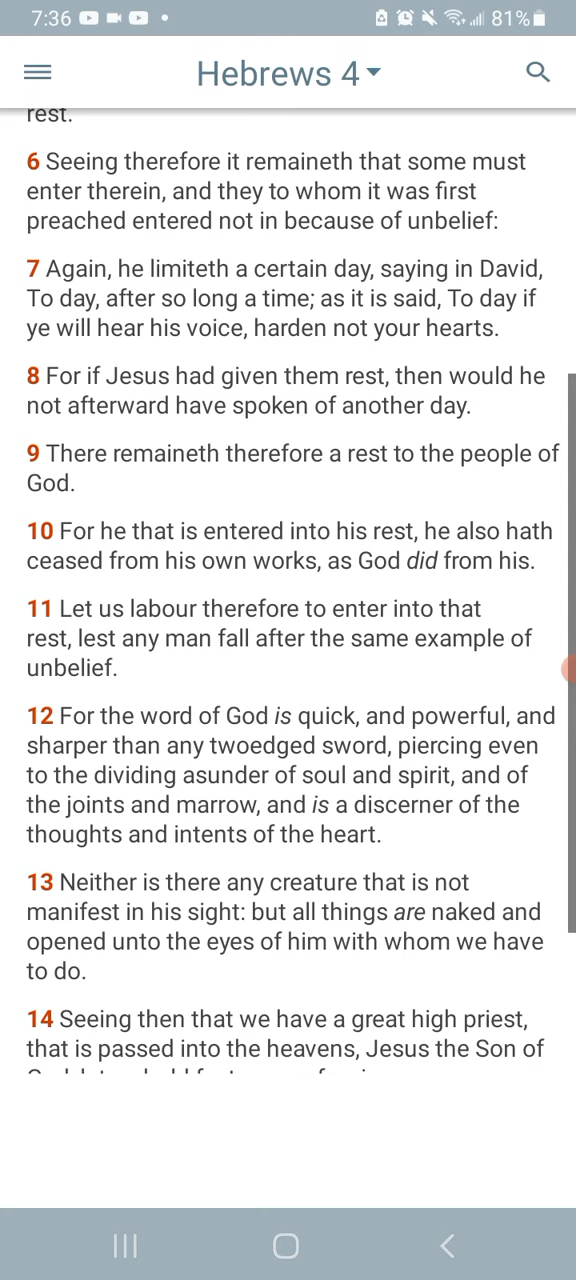 7:36
81%
Hebrews 4
rest.
6 Seeing therefore it remaineth that some must
enter therein, and they to whom it was first
preached entered not in because of unbelief:
7 Again, he limiteth a certain day, saying in David,
To day, after so long a time; as it is said, To day if
ye will hear his voice, harden not your hearts.
8 For if Jesus had given them rest, then would he
not afterward have spoken of another day.
9 There remaineth therefore a rest to the people of
God.
10 For he that is entered into his rest, he also hath
ceased from his own works, as God did from his.
11 Let us labour therefore to enter into that
rest, lest any man fall after the same example of
unbelief.
12 For the word of God is quick, and powerful, and
sharper than any twoedged sword, piercing even
to the dividing asunder of soul and spirit, and of
the joints and marrow, and is a discerner of the
thoughts and intents of the heart.
13 Neither is there any creature that is not
manifest in his sight: but all things are naked and
opened unto the eyes of him with whom we have
to do.
14 Seeing then that we have a great high priest,
that is passed into the heavens, Jesus the Son of